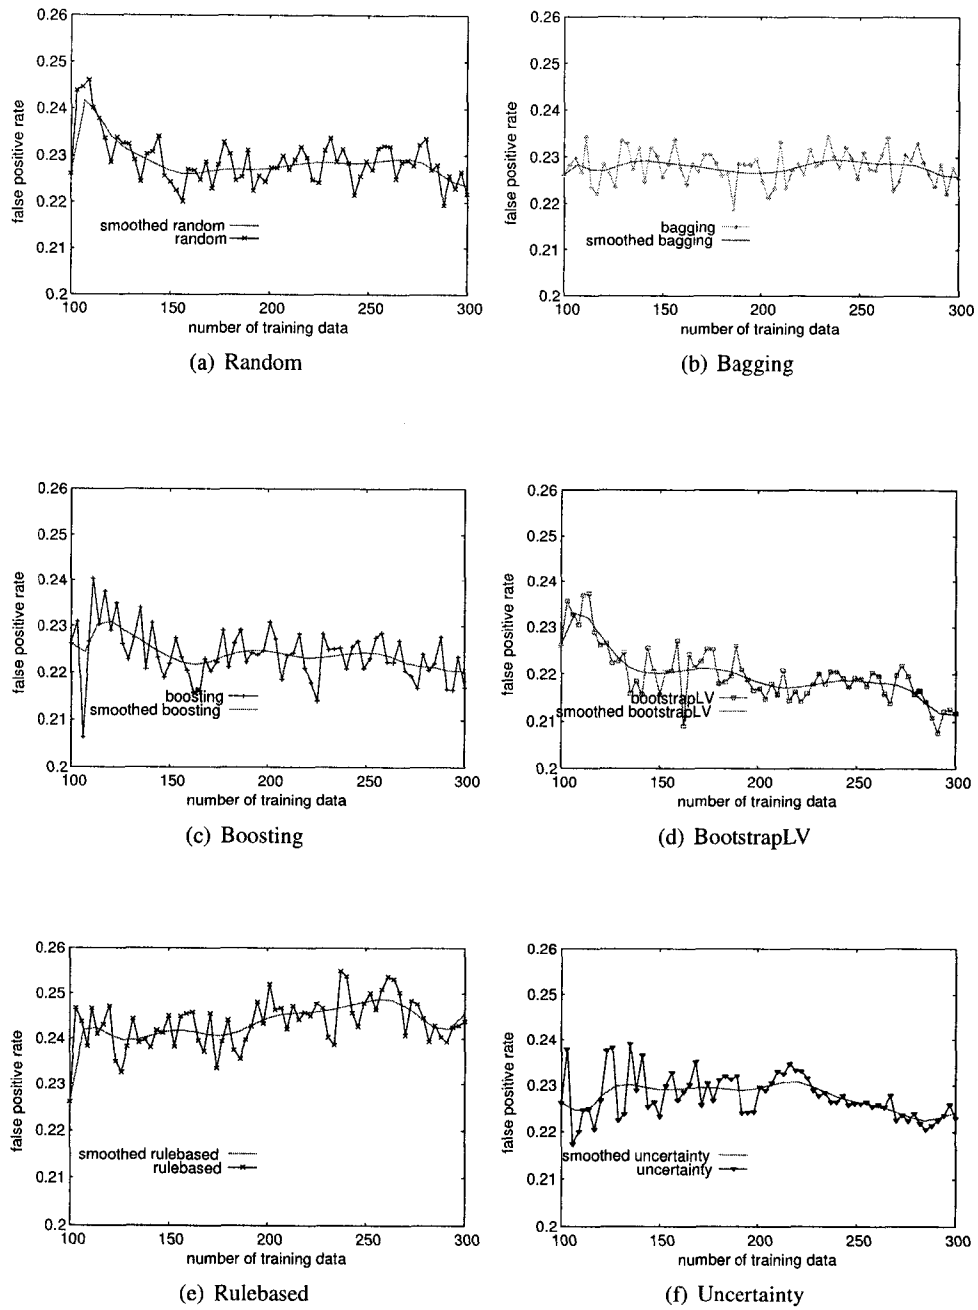 0.26
0.25
0.24
0.23
0.22
0.21
0.2
false positive rate
smoothed random
random
100 150 200 250 300
number of training data
(a) Random
0.26
0.25
0.24
0.23
0.22
0.21
0.2
false positive rate
bagging
smoothed bagging
100 150 200 250 300
number of training data
(b) Bagging
0.26
0.25
0.24
0.23
0.22
0.21
0.2
false positive rate
boosting
smoothed boosting
100 150 200 250 300
number of training data
(c) Boosting
0.26
0.25
0.24
0.23
0.22
0.21
0.2
false positive rate
bootstrapLV
smoothed bootstrapLV
100 150 200 250 300
number of training data
(d) BootstrapLV
0.26
0.25
0.24
0.23
0.22
0.21
0.2
false positive rate
smoothed rulebased
rulebased
100 150 200 250 300
number of training data
(e) Rulebased
0.26
0.25
0.24
0.23
0.22
0.21
0.2
false positive rate
smoothed uncertainty
uncertainty
100 150 200 250 300
number of training data
(f) Uncertainty